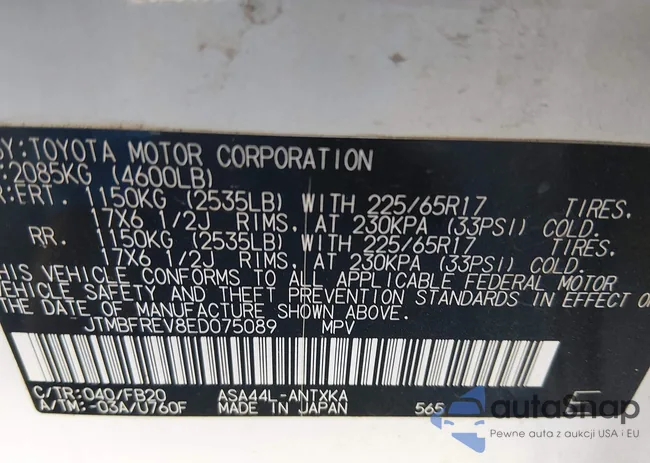 BY:TOYOTA MOTOR CORPORATION
:2085KG (4600LB)
R:FRT. 1150KG (2535LB) WITH 225/65R17 TIRES.
17X6 1/2J RIMS. AT 230KPA (33PSI) COLD.
RR. 1150KG (2535LB) WITH 225/65R17 TIRES.
17X6 1/2J RIMS. AT 230KPA (33PSI) COLD.
THIS VEHICLE CONFORMS TO ALL APPLICABLE FEDERAL MOTOR
VEHICLE SAFETY AND THEFT PREVENTION STANDARDS IN EFFECT ON
THE DATE OF MANUFACTURE SHOWN ABOVE.
JTMBFREV8ED075089 MPV
C/TR:040/FB20 ASA44L-ANTXKA
A/TM:-03A/U760F MADE IN JAPAN 565
autoSnap
Pewne auta z aukcji USA i EU